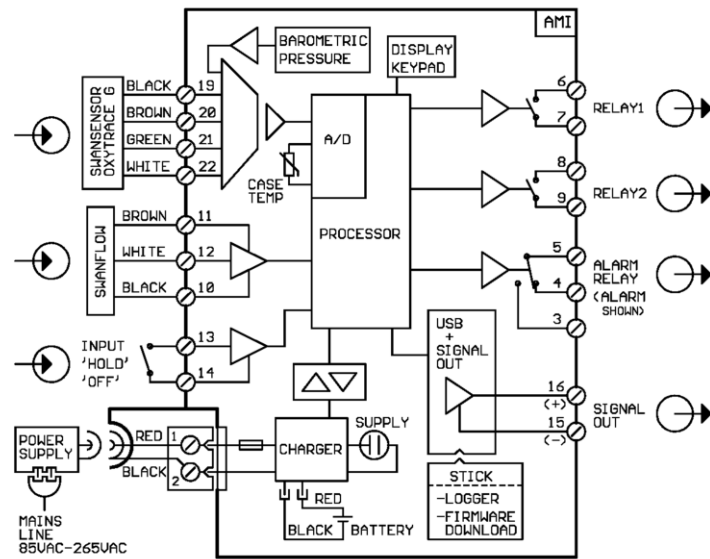 AMI
BAROMETRIC
PRESSURE
DISPLAY
KEYPAD
SWANSENSOR
OXYTRACE G
BLACK 19
BROWN 20
GREEN 21
WHITE 22
A/D
CASE
TEMP
PROCESSOR
6
7
RELAY1
8
9
RELAY2
SWANFLOW
BROWN 11
WHITE 12
BLACK 10
5
4
3
ALARM
RELAY
(ALARM
SHOWN)
INPUT
'HOLD'
'OFF'
13
14
USB
+
SIGNAL
OUT
16
(+)
15
(-)
SIGNAL
OUT
POWER
SUPPLY
RED 1
BLACK 2
CHARGER
SUPPLY
RED
BLACK
BATTERY
MAINS
LINE
85VAC-265VAC
STICK
-LOGGER
-FIRMWARE
DOWNLOAD